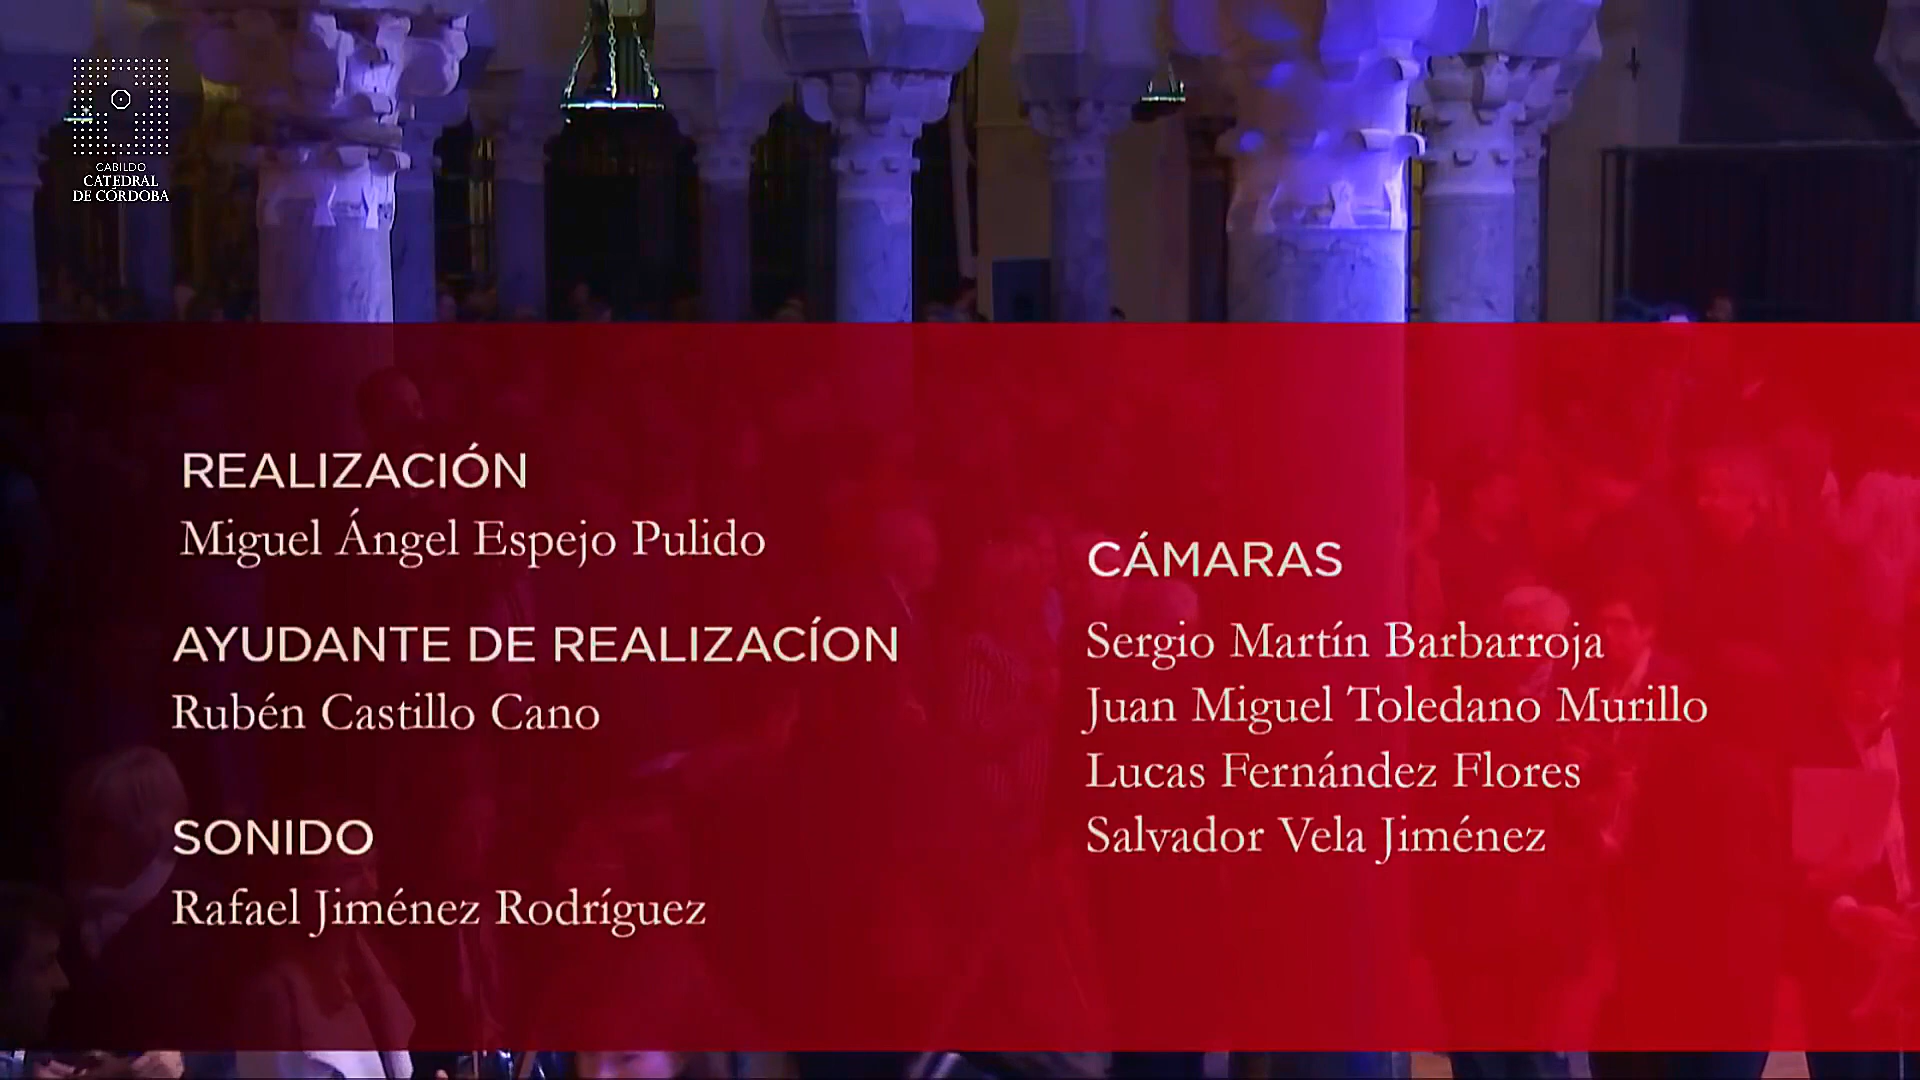 CABILDO
CATEDRAL
DE CÓRDOBA
REALIZACIÓN
Miguel Ángel Espejo Pulido
AYUDANTE DE REALIZACÍON
Rubén Castillo Cano
SONIDO
Rafael Jiménez Rodríguez
CÁMARAS
Sergio Martín Barbarroja
Juan Miguel Toledano Murillo
Lucas Fernández Flores
Salvador Vela Jiménez